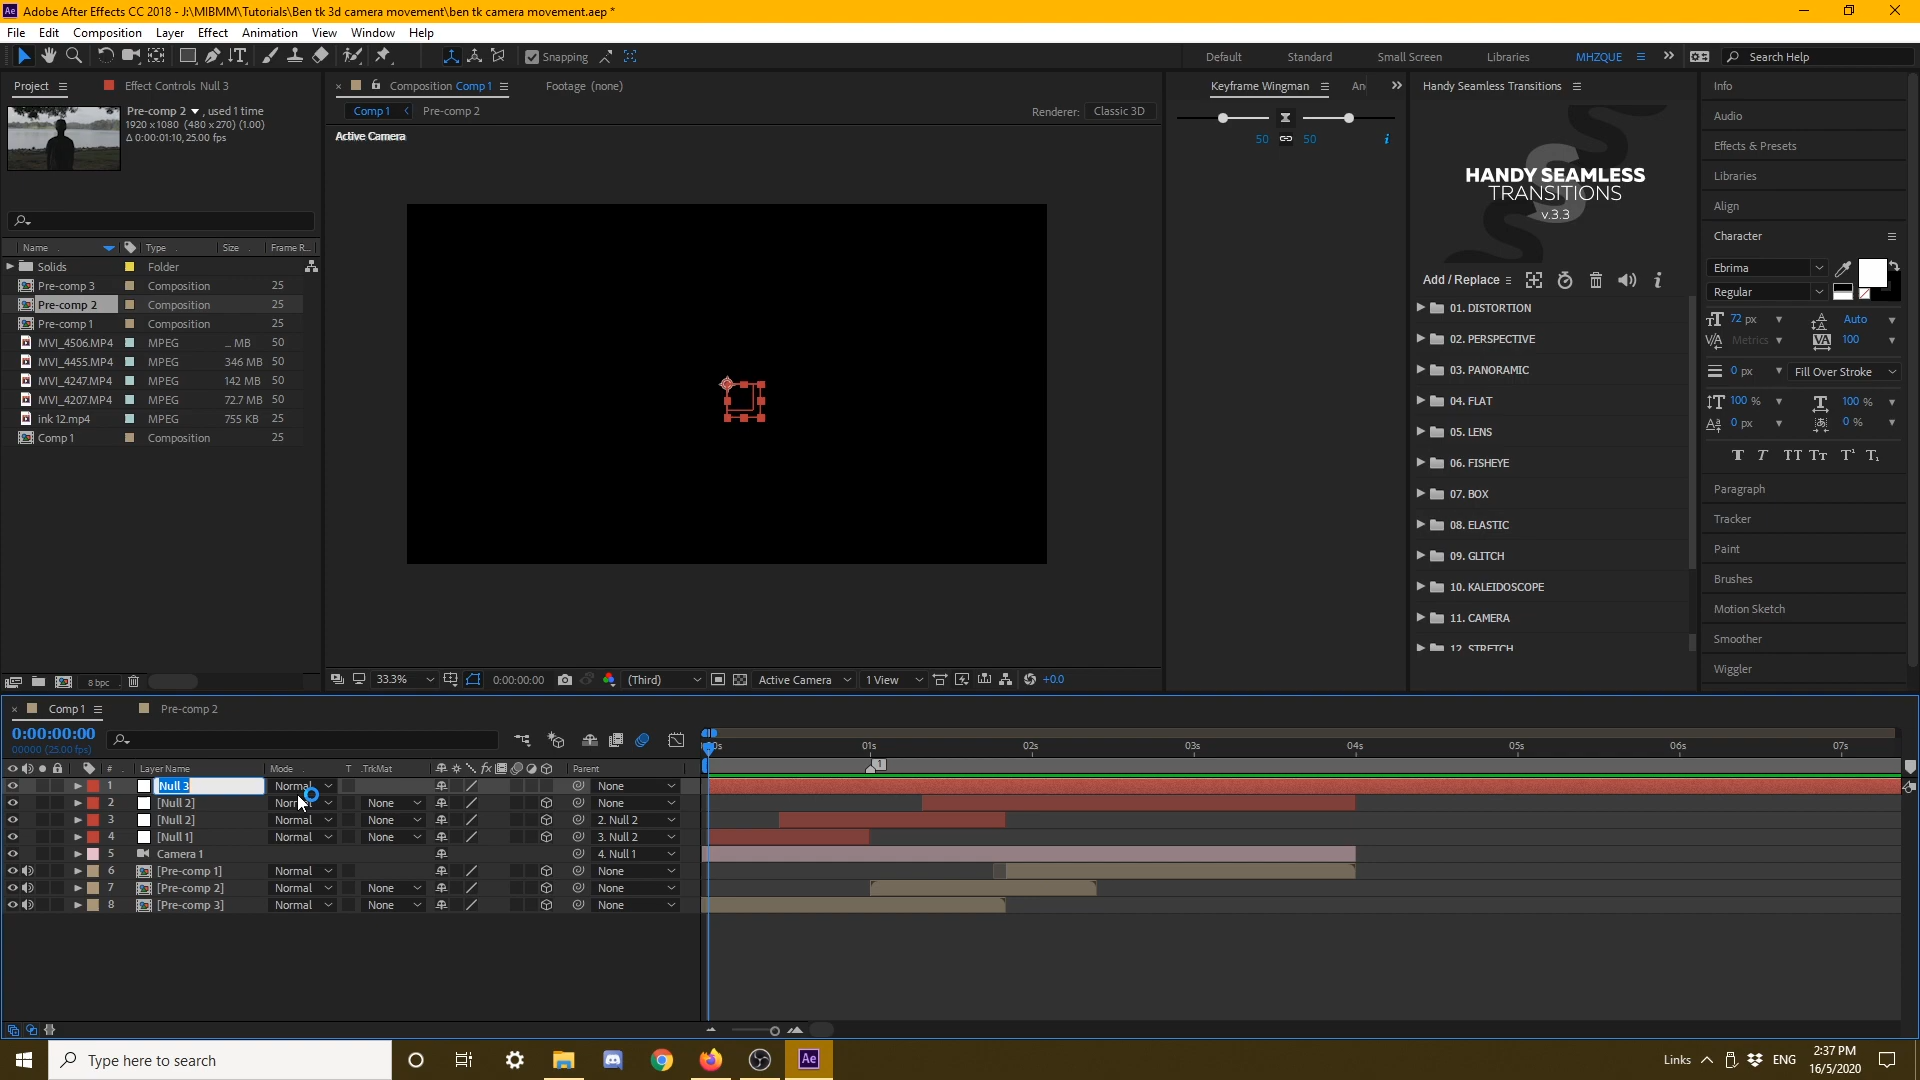 Adobe After Effects CC 2018 - J:\MIBMM\Tutorials\Ben tk 3d camera movement\ben tk camera movement.aep *
File Edit Composition Layer Effect Animation View Window Help
Snapping Default Standard Small Screen Libraries MHZQUE Search Help
Project Effect Controls Null 3
Composition Comp 1 Footage (none)
Keyframe Wingman An
Handy Seamless Transitions
Info
Pre-comp 2 , used 1 time
1920 x 1080 (480 x 270) (1.00)
Δ 0:00:01:10, 25.00 fps
Comp 1 Pre-comp 2
Renderer: Classic 3D
Active Camera
50 50
HANDY SEAMLESS
TRANSITIONS
v.3.3
Audio
Effects & Presets
Libraries
Align
Character
Name Type Size Frame R...
Solids Folder
Pre-comp 3 Composition 25
Pre-comp 2 Composition 25
Pre-comp 1 Composition 25
MVI_4506.MP4 MPEG ... MB 50
MVI_4455.MP4 MPEG 346 MB 50
MVI_4247.MP4 MPEG 142 MB 50
MVI_4207.MP4 MPEG 72.7 MB 50
ink 12.mp4 MPEG 755 KB 25
Comp 1 Composition 25
Add / Replace
01. DISTORTION
02. PERSPECTIVE
03. PANORAMIC
04. FLAT
05. LENS
06. FISHEYE
07. BOX
08. ELASTIC
09. GLITCH
10. KALEIDOSCOPE
11. CAMERA
12. STRETCH
Ebrima
Regular
72 px Auto
Metrics 100
0 px Fill Over Stroke
100 % 100 %
0 px 0 %
Paragraph
Tracker
Paint
Brushes
Motion Sketch
Smoother
Wiggler
8 bpc
33.3% 0:00:00:00 (Third) Active Camera 1 View +0.0
Comp 1 Pre-comp 2
0:00:00:00
00000 (25.00 fps)
01s 02s 03s 04s 05s 06s 07s
1
# Layer Name Mode T .TrkMat fx Parent
1 Null 3 Normal None
2 [Null 2] Normal None None
3 [Null 2] Normal None 2. Null 2
4 [Null 1] Normal None 3. Null 2
5 Camera 1 4. Null 1
6 [Pre-comp 1] Normal None
7 [Pre-comp 2] Normal None None
8 [Pre-comp 3] Normal None None
Type here to search
Links ENG
2:37 PM
16/5/2020